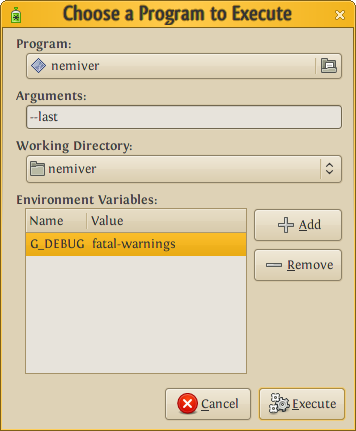 Choose a Program to Execute
Program:
nemiver
Arguments:
--last
Working Directory:
nemiver
Environment Variables:
Name Value
G_DEBUG fatal-warnings
Add
Remove
Cancel Execute